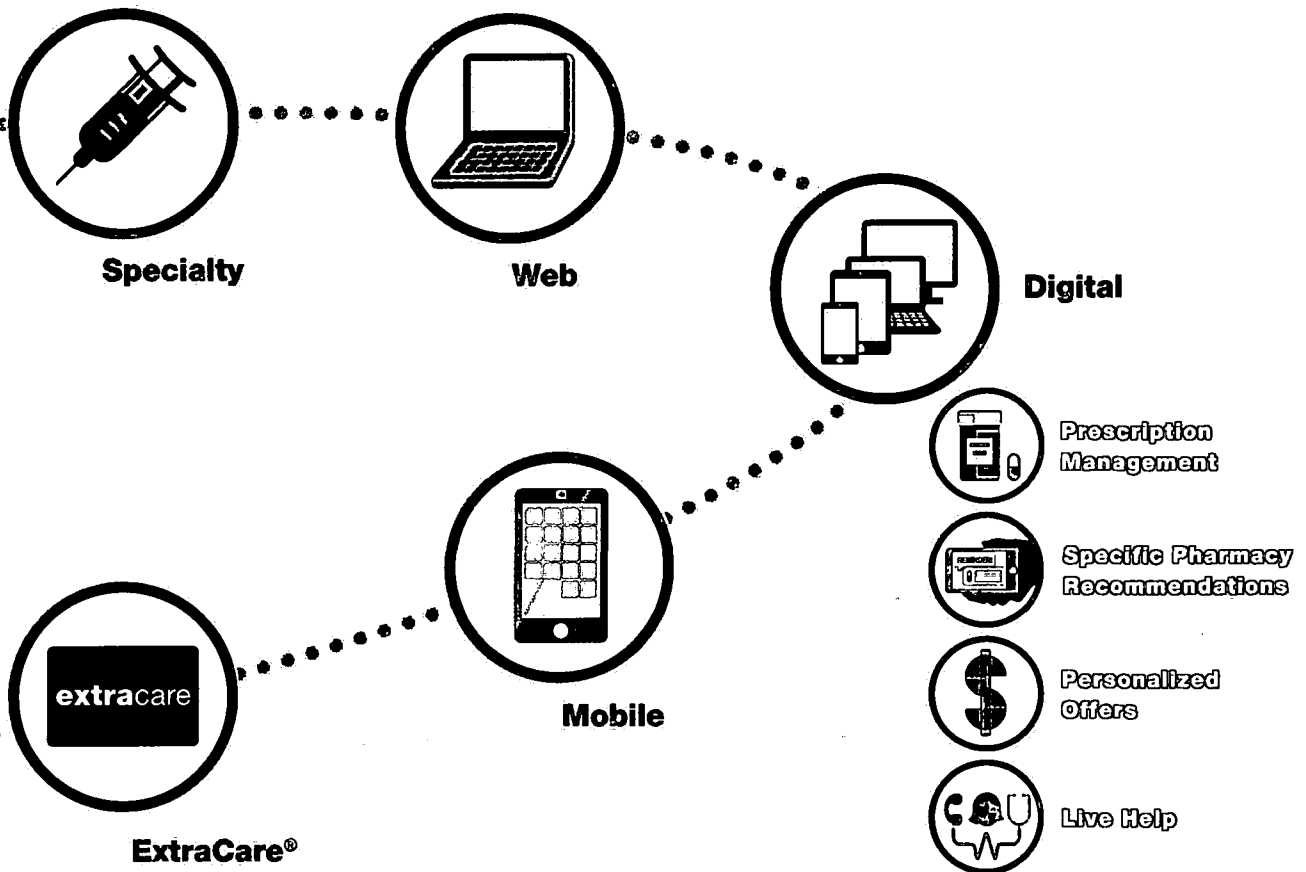 Specialty
Web
Digital
Prescription
Management
Specific Pharmacy
Recommendations
Personalized
Offers
Live Help
Mobile
extracare
ExtraCare®